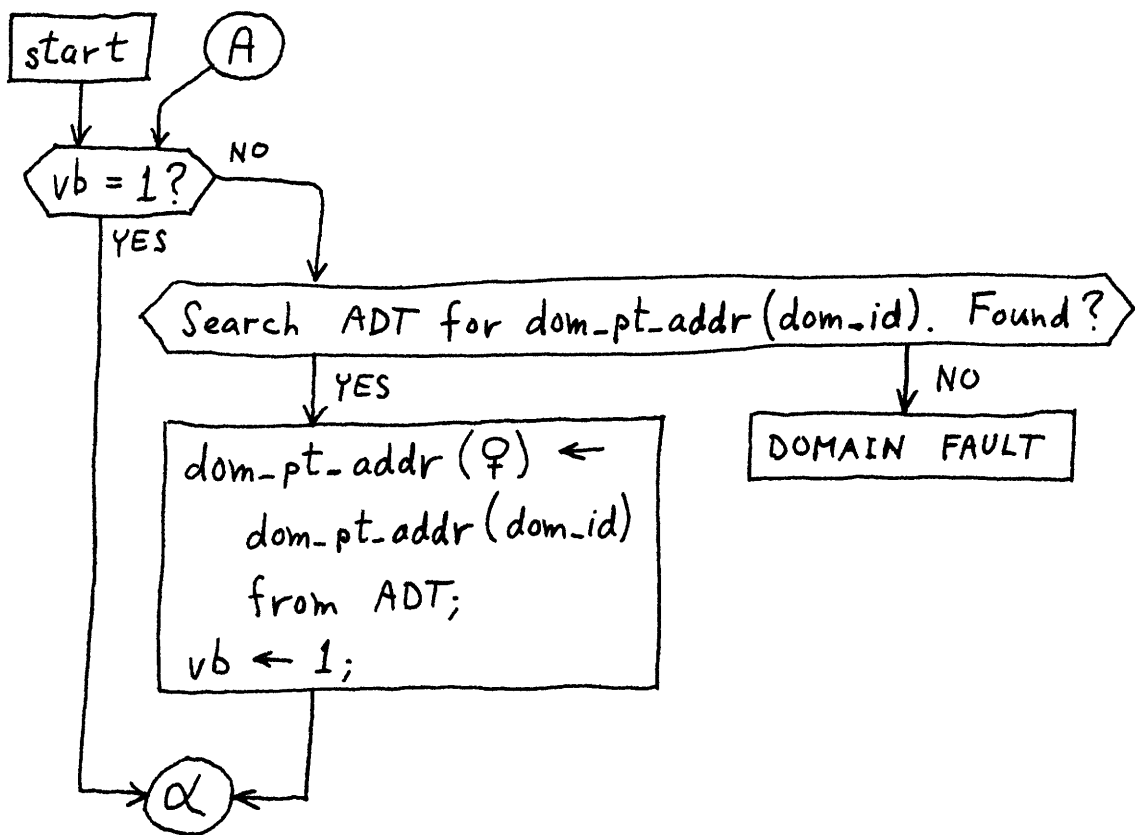 start
A
vb = 1?
NO
YES
Search ADT for dom_pt_addr (dom_id). Found?
YES
NO
dom_pt_addr (♀) ←
DOMAIN FAULT
dom_pt_addr (dom_id)
from ADT;
vb ← 1;
α